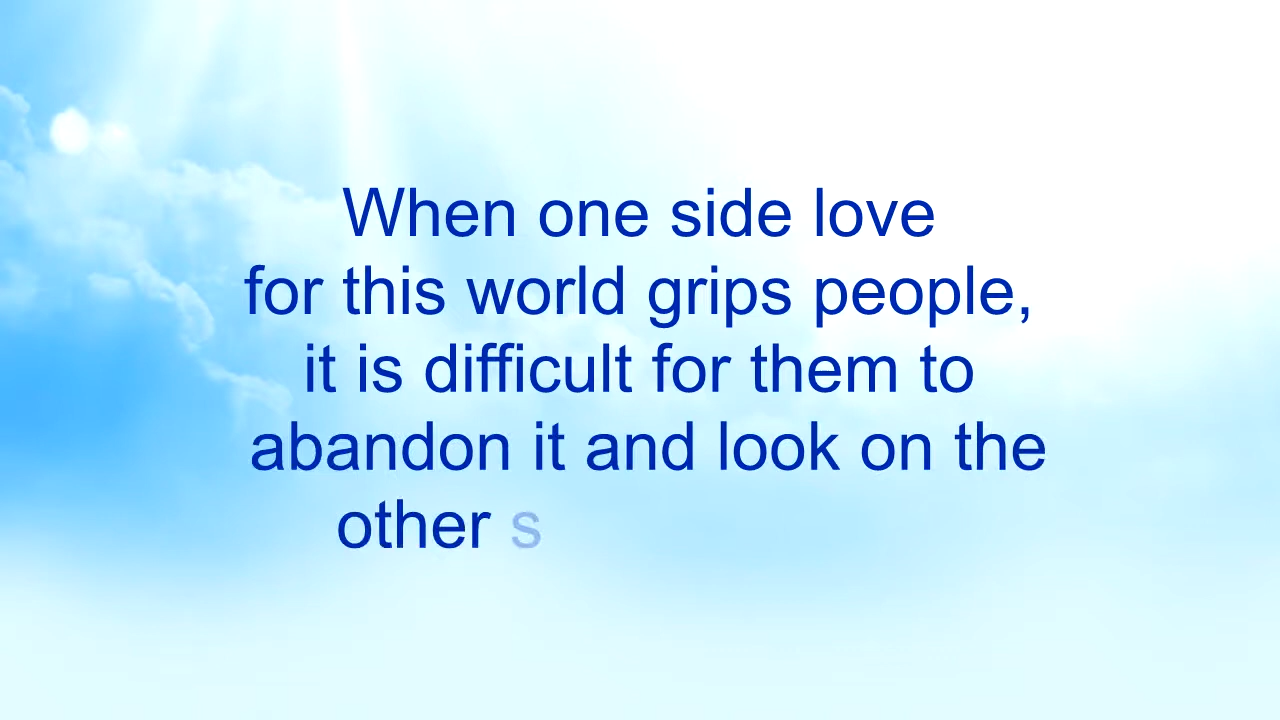 When one side love
for this world grips people,
it is difficult for them to
abandon it and look on the
other s